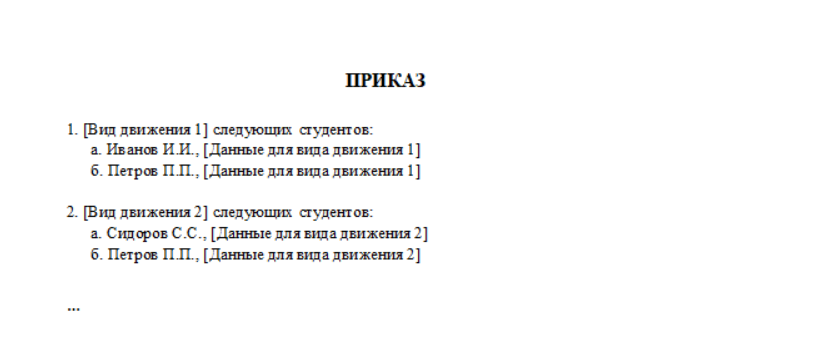 ПРИКАЗ
1. [Вид движения 1] следующих студентов:
а. Иванов И.И., [Данные для вида движения 1]
б. Петров П.П., [Данные для вида движения 1]
2. [Вид движения 2] следующих студентов:
а. Сидоров С.С., [Данные для вида движения 2]
б. Петров П.П., [Данные для вида движения 2]
...